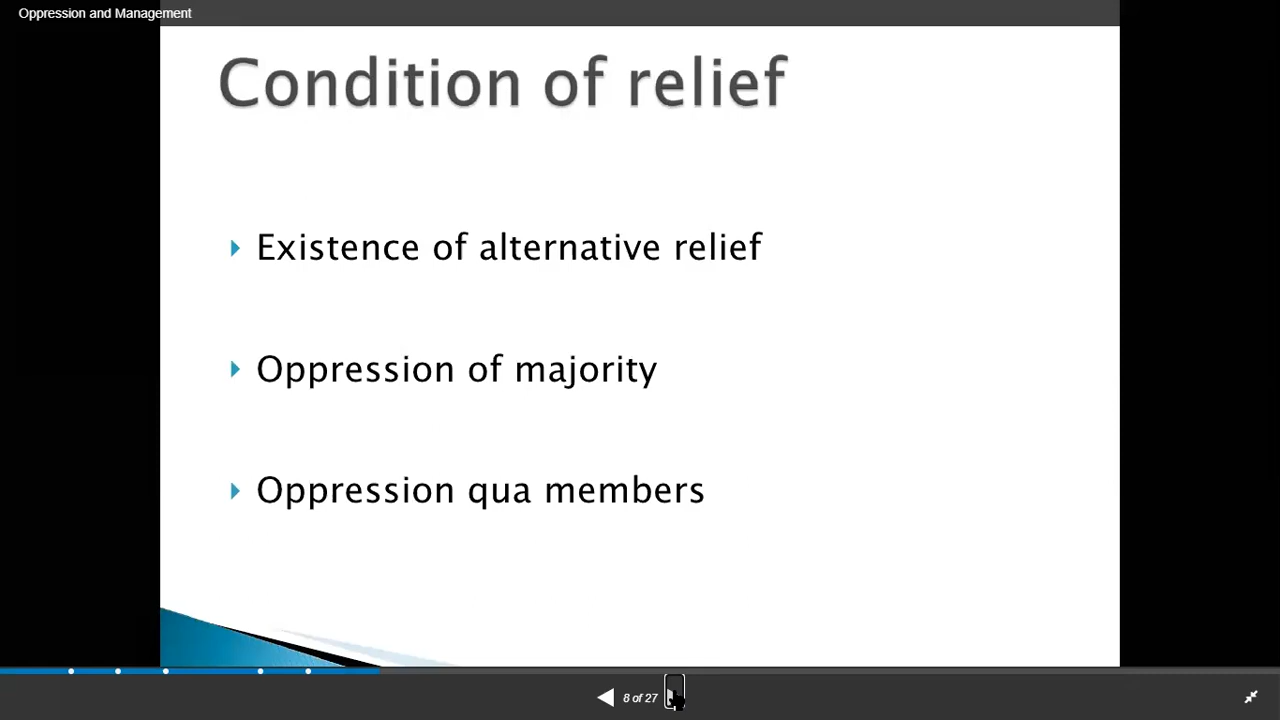 Oppression and Management
Condition of relief
Existence of alternative relief
Oppression of majority
Oppression qua members
8 of 27